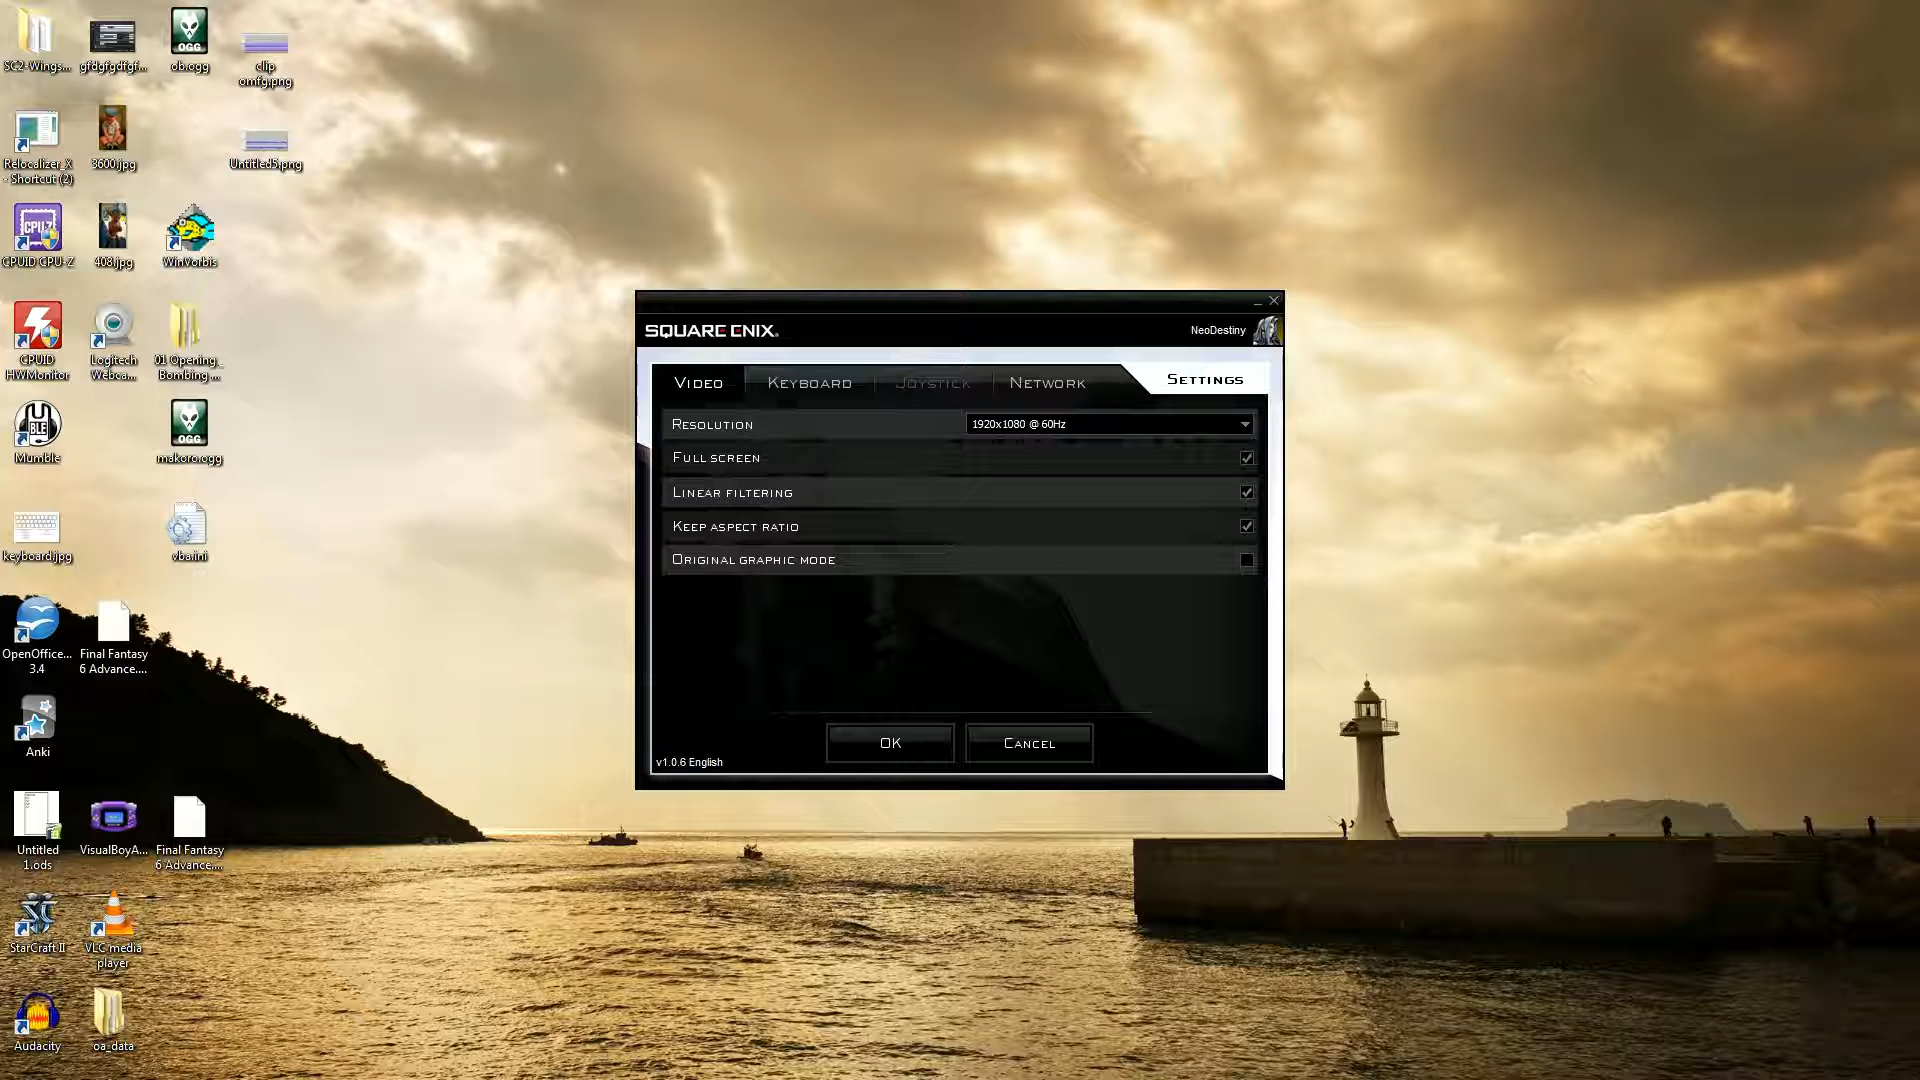 SC2-Wings...
gfdgfgdfgf...
ob.ogg
clip
omfg.png
Relocalizer_X
- Shortcut (2)
3600.jpg
Untitled5.png
CPUID CPU-Z
408.jpg
WinVorbis
CPUID
HWMonitor
Logitech
Webca...
01 Opening_
Bombing ...
Mumble
makoro.ogg
keyboard.jpg
vba.ini
OpenOffice...
3.4
Final Fantasy
6 Advance....
Anki
Untitled
1.ods
VisualBoyA...
Final Fantasy
6 Advance....
StarCraft II
VLC media
player
Audacity
oa_data
SQUARE ENIX.
NeoDestiny
VIDEO
KEYBOARD
JOYSTICK
NETWORK
SETTINGS
RESOLUTION
1920x1080 @ 60Hz
FULL SCREEN
LINEAR FILTERING
KEEP ASPECT RATIO
ORIGINAL GRAPHIC MODE
OK
CANCEL
v1.0.6 English